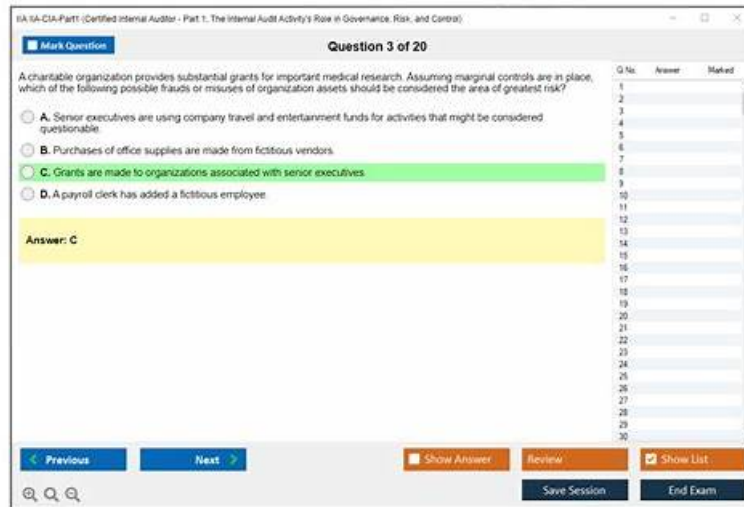 IIA IIA-CIA-Part1 (Certified Internal Auditor - Part 1, The Internal Audit Activity's Role in Governance, Risk, and Control)
Mark Question
Question 3 of 20
A charitable organization provides substantial grants for important medical research. Assuming marginal controls are in place,
which of the following possible frauds or misuses of organization assets should be considered the area of greatest risk?
A. Senior executives are using company travel and entertainment funds for activities that might be considered
questionable.
B. Purchases of office supplies are made from fictitious vendors.
C. Grants are made to organizations associated with senior executives.
D. A payroll clerk has added a fictitious employee.
Answer: C
Q No. Answer Marked
1
2
3
4
5
6
7
8
9
10
11
12
13
14
15
16
17
18
19
20
21
22
23
24
25
26
27
28
29
30
Previous
Next
Show Answer
Review
Show List
Save Session
End Exam